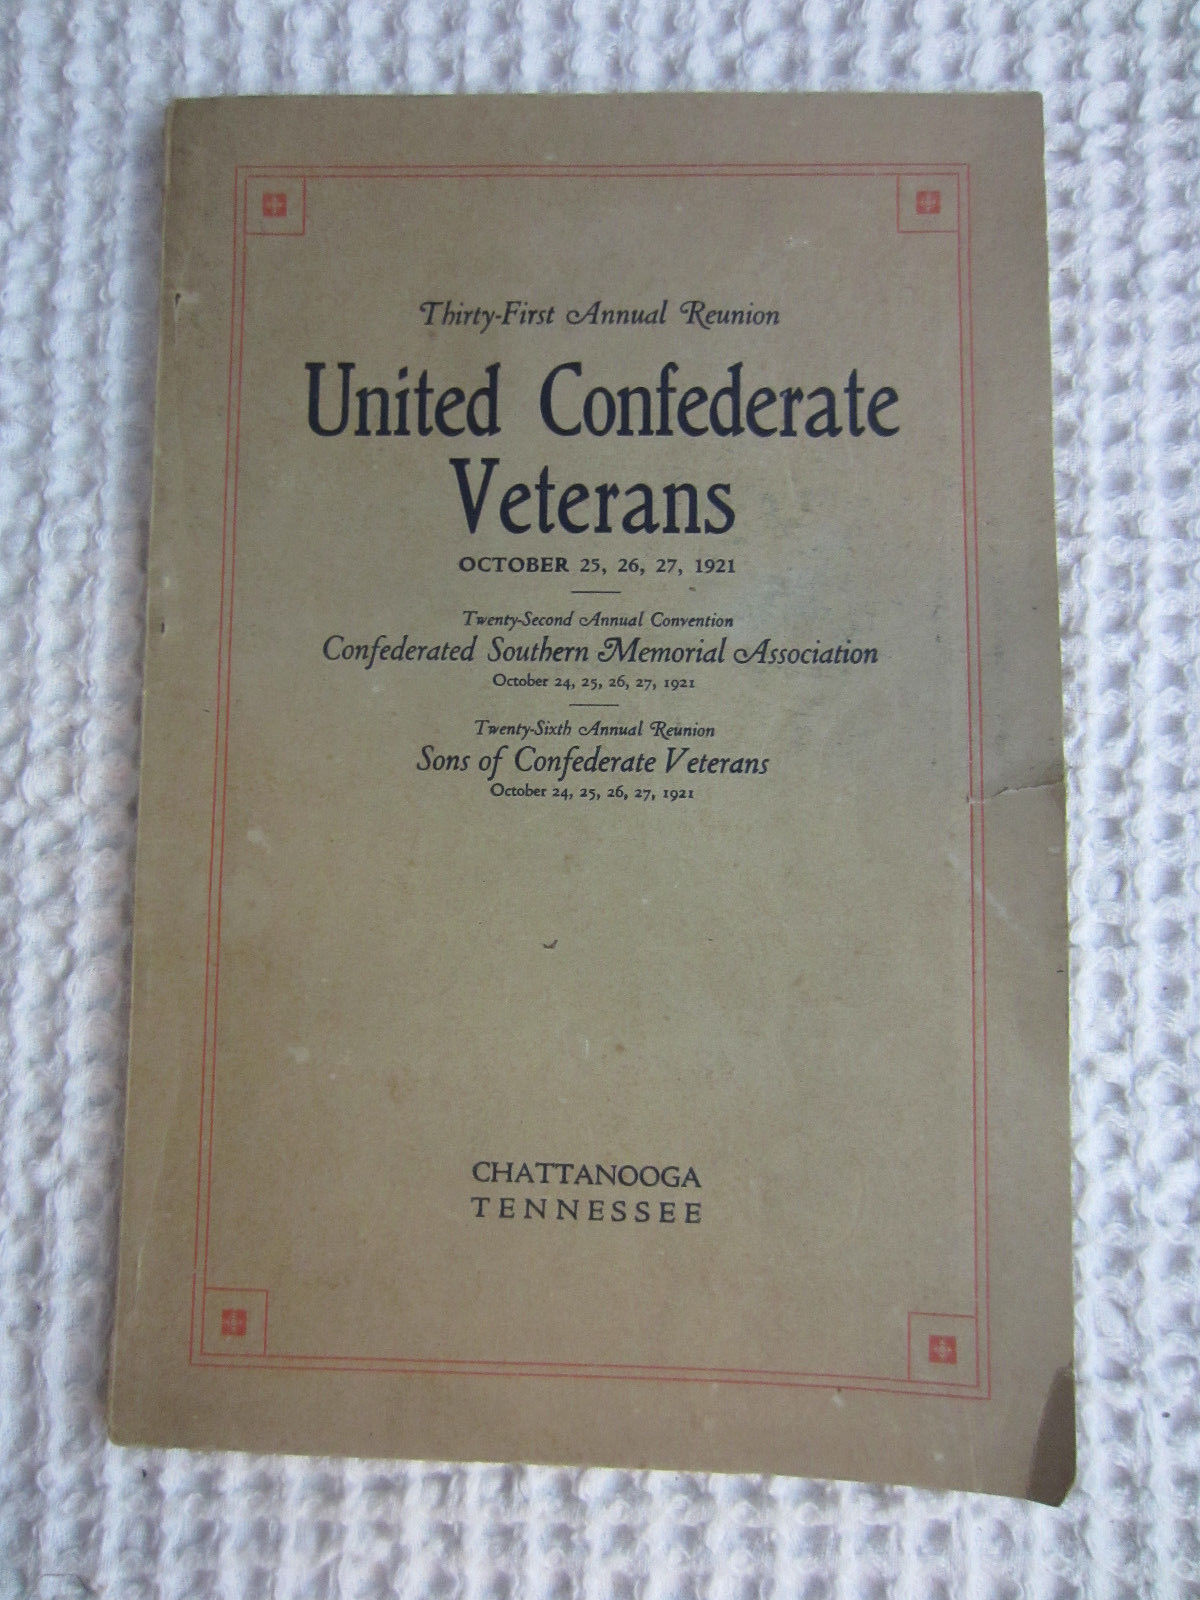 Thirty-First Annual Reunion
United Confederate
Veterans
OCTOBER 25, 26, 27, 1921
Twenty-Second Annual Convention
Confederated Southern Memorial Association
October 24, 25, 26, 27, 1921
Twenty-Sixth Annual Reunion
Sons of Confederate Veterans
October 24, 25, 26, 27, 1921
CHATTANOOGA
TENNESSEE